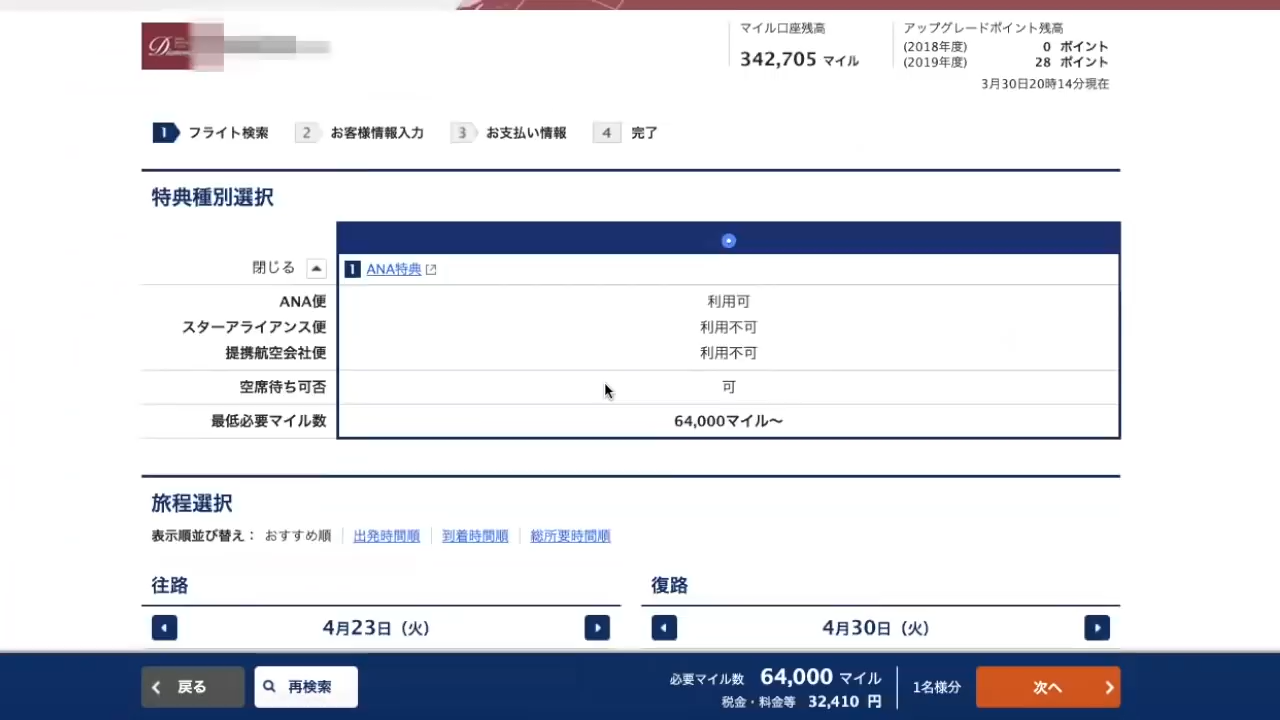 D
マイル口座残高
342,705 マイル
アップグレードポイント残高
(2018年度) 0 ポイント
(2019年度) 28 ポイント
3月30日20時14分現在
1 フライト検索 2 お客様情報入力 3 お支払い情報 4 完了
特典種別選択
閉じる 1 ANA特典
ANA便 利用可
スターアライアンス便 利用不可
提携航空会社便 利用不可
空席待ち可否 可
最低必要マイル数 64,000マイル〜
旅程選択
表示順並び替え： おすすめ順 出発時間順 到着時間順 総所要時間順
往路 復路
4月23日（火） 4月30日（火）
戻る 再検索 必要マイル数 64,000 マイル
税金・料金等 32,410 円
1名様分 次へ